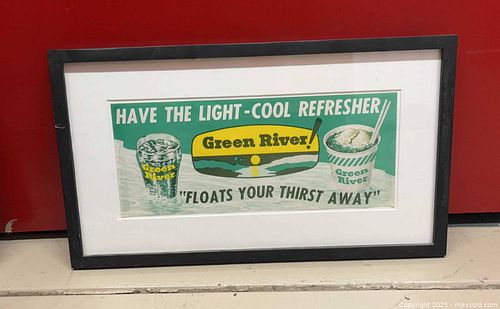 HAVE THE LIGHT-COOL REFRESHER
Green River!
Green
River
Green
River
"FLOATS YOUR THIRST AWAY"
Copyright 2025 - maxsold.com